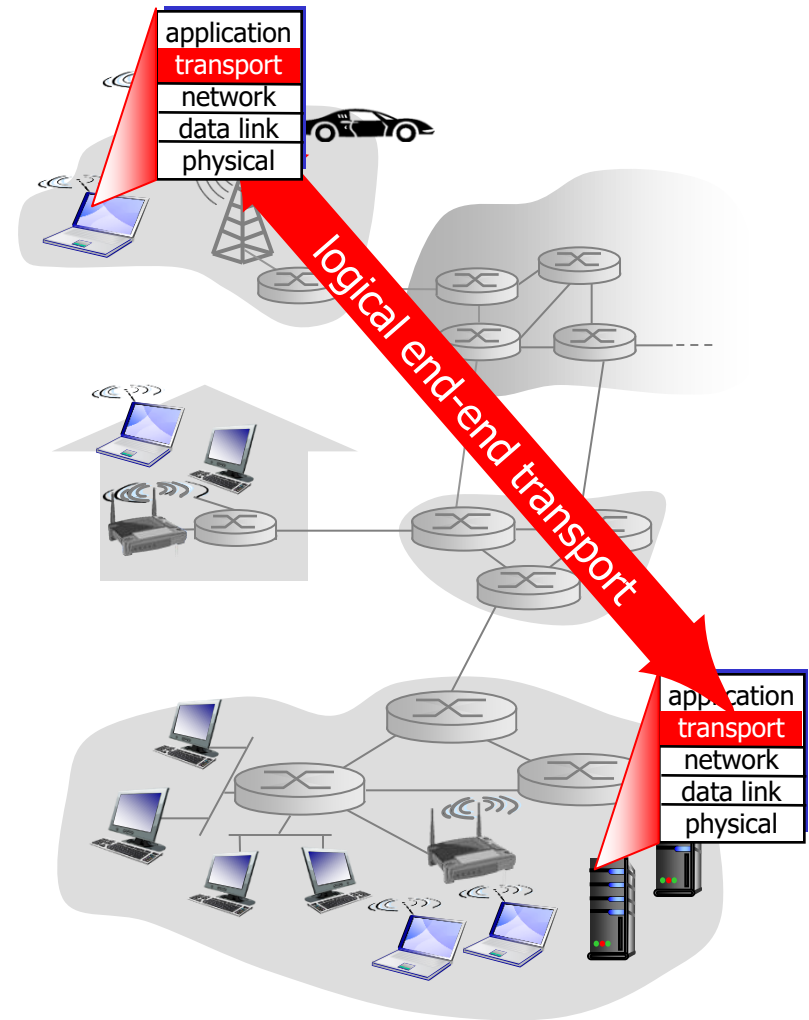 application
transport
network
data link
physical
logical end-end transport
application
transport
network
data link
physical